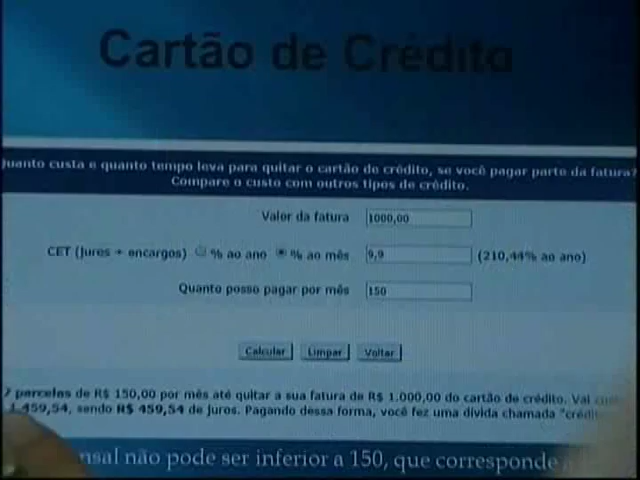 Cartão de Crédito
Quanto custa e quanto tempo leva para quitar o cartão de crédito, se você pagar parte da fatura?
Compare o custo com outros tipos de crédito.
Valor da fatura 1000,00
CET (Juros + encargos) % ao ano % ao mês 9,9 (210,44% ao ano)
Quanto posso pagar por mês 150
Calcular Limpar Voltar
parcelas de R$ 150,00 por mês até quitar a sua fatura de R$ 1.000,00 do cartão de crédito. Vai
1.459,54, sendo R$ 459,54 de juros. Pagando dessa forma, você fez uma dívida chamada "crédi
nsal não pode ser inferior a 150, que corresponde